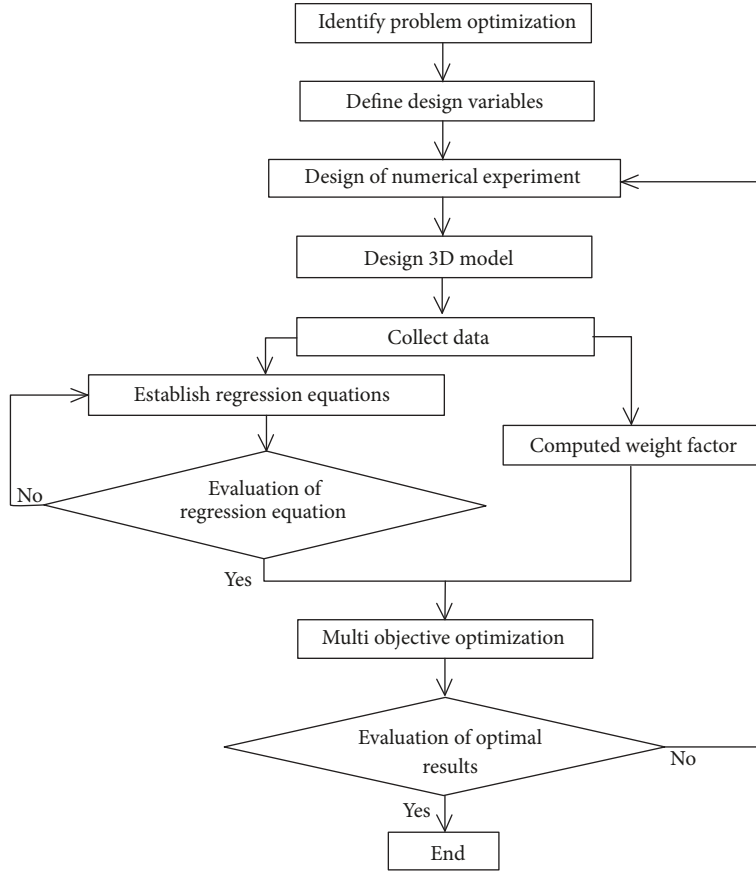 Identify problem optimization
Define design variables
Design of numerical experiment
Design 3D model
Collect data
Establish regression equations
Computed weight factor
No
Evaluation of
regression equation
Yes
Multi objective optimization
Evaluation of optimal
results
No
Yes
End